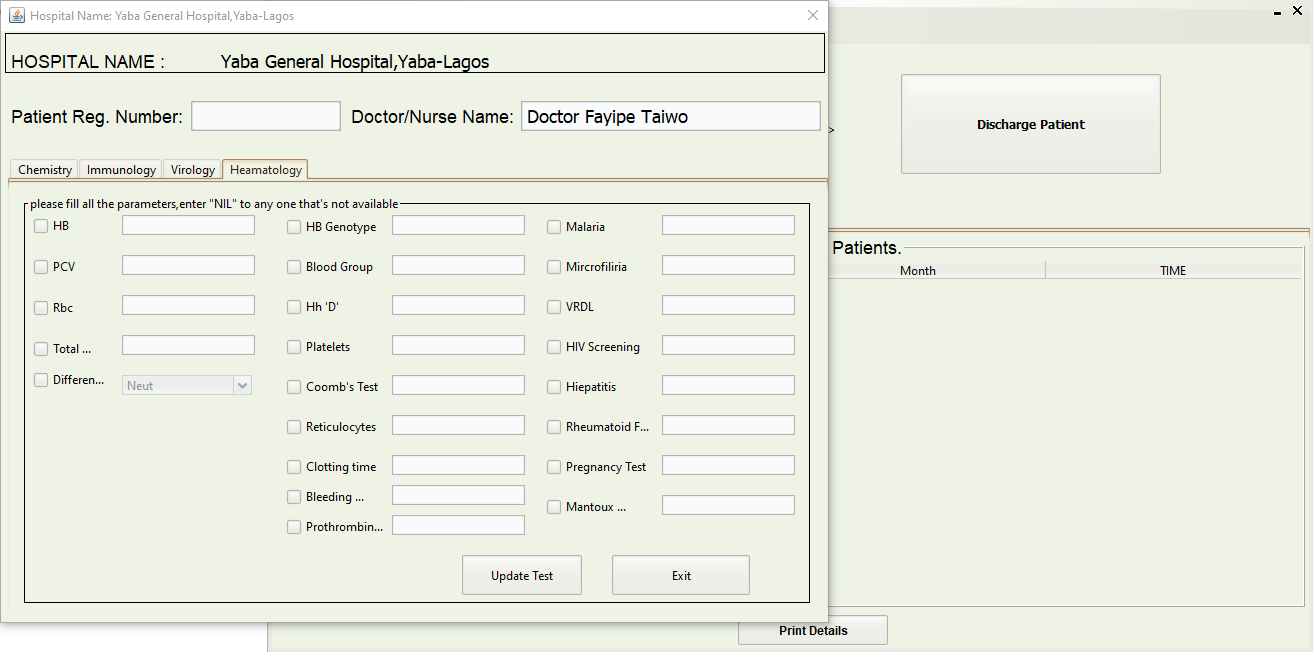 Hospital Name: Yaba General Hospital,Yaba-Lagos
HOSPITAL NAME : Yaba General Hospital,Yaba-Lagos
Patient Reg. Number: Doctor/Nurse Name: Doctor Fayipe Taiwo
>
Discharge Patient
Chemistry Immunology Virology Heamatology
please fill all the parameters,enter "NIL" to any one that's not available
HB HB Genotype Malaria
PCV Blood Group Mircrofiliria
Rbc Hh 'D' VRDL
Total ... Platelets HIV Screening
Differen... Neut Coomb's Test Hiepatitis
Reticulocytes Rheumatoid F...
Clotting time Pregnancy Test
Bleeding ... Mantoux ...
Prothrombin...
Update Test Exit
Patients.
Month TIME
Print Details